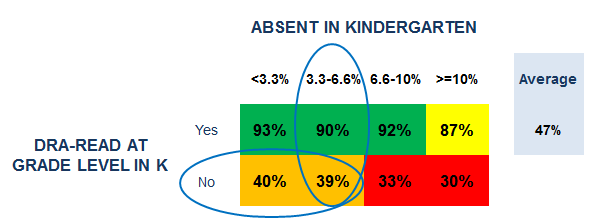 ABSENT IN KINDERGARTEN
<3.3% 3.3-6.6% 6.6-10% >=10% Average
DRA-READ AT
GRADE LEVEL IN K
Yes 93% 90% 92% 87% 47%
No 40% 39% 33% 30%